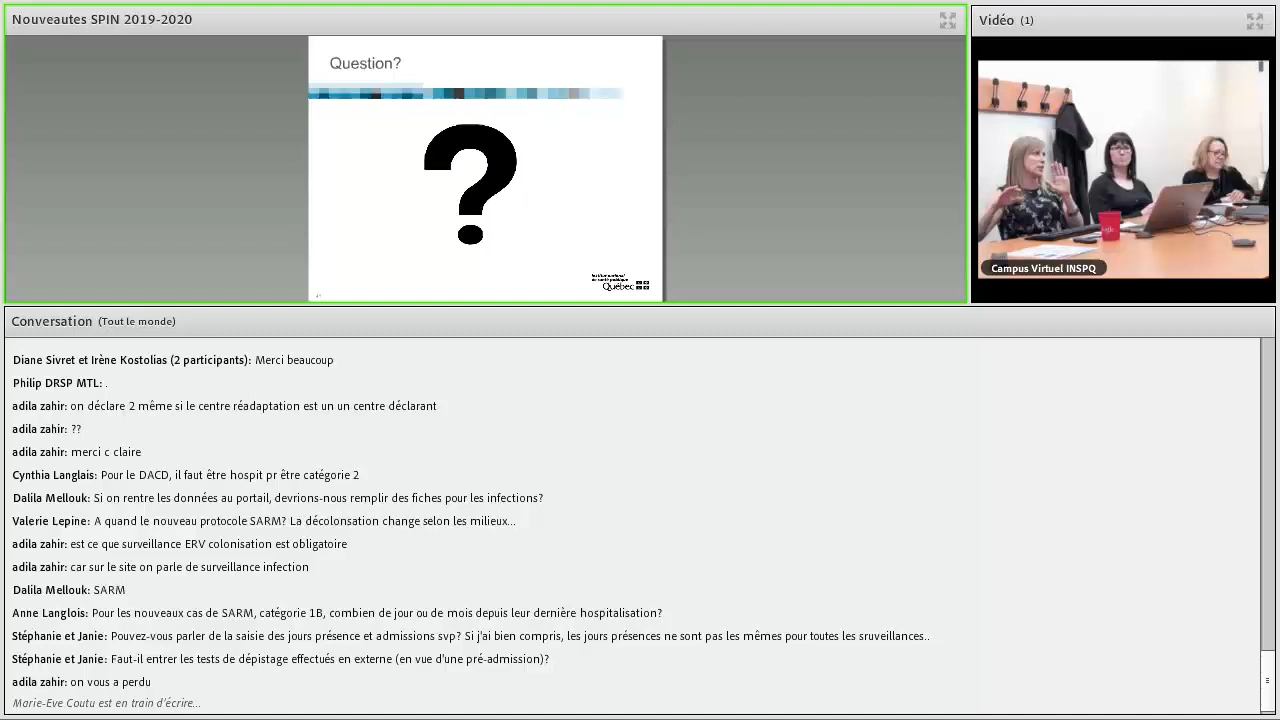 Nouveautes SPIN 2019-2020
Question?
?
Institut national
de santé publique
Québec
Vidéo (1)
Campus Virtuel INSPQ
Conversation (Tout le monde)
Diane Sivret et Irène Kostolias (2 participants): Merci beaucoup
Philip DRSP MTL: .
adila zahir: on déclare 2 même si le centre réadaptation est un un centre déclarant
adila zahir: ??
adila zahir: merci c claire
Cynthia Langlais: Pour le DACD, il faut être hospit pr être catégorie 2
Dalila Mellouk: Si on rentre les données au portail, devrions-nous remplir des fiches pour les infections?
Valerie Lepine: A quand le nouveau protocole SARM? La décolonsation change selon les milieux...
adila zahir: est ce que surveillance ERV colonisation est obligatoire
adila zahir: car sur le site on parle de surveillance infection
Dalila Mellouk: SARM
Anne Langlois: Pour les nouveaux cas de SARM, catégorie 1B, combien de jour ou de mois depuis leur dernière hospitalisation?
Stéphanie et Janie: Pouvez-vous parler de la saisie des jours présence et admissions svp? Si j'ai bien compris, les jours présences ne sont pas les mêmes pour toutes les sruveillances..
Stéphanie et Janie: Faut-il entrer les tests de dépistage effectués en externe (en vue d'une pré-admission)?
adila zahir: on vous a perdu
Marie-Eve Coutu est en train d'écrire...